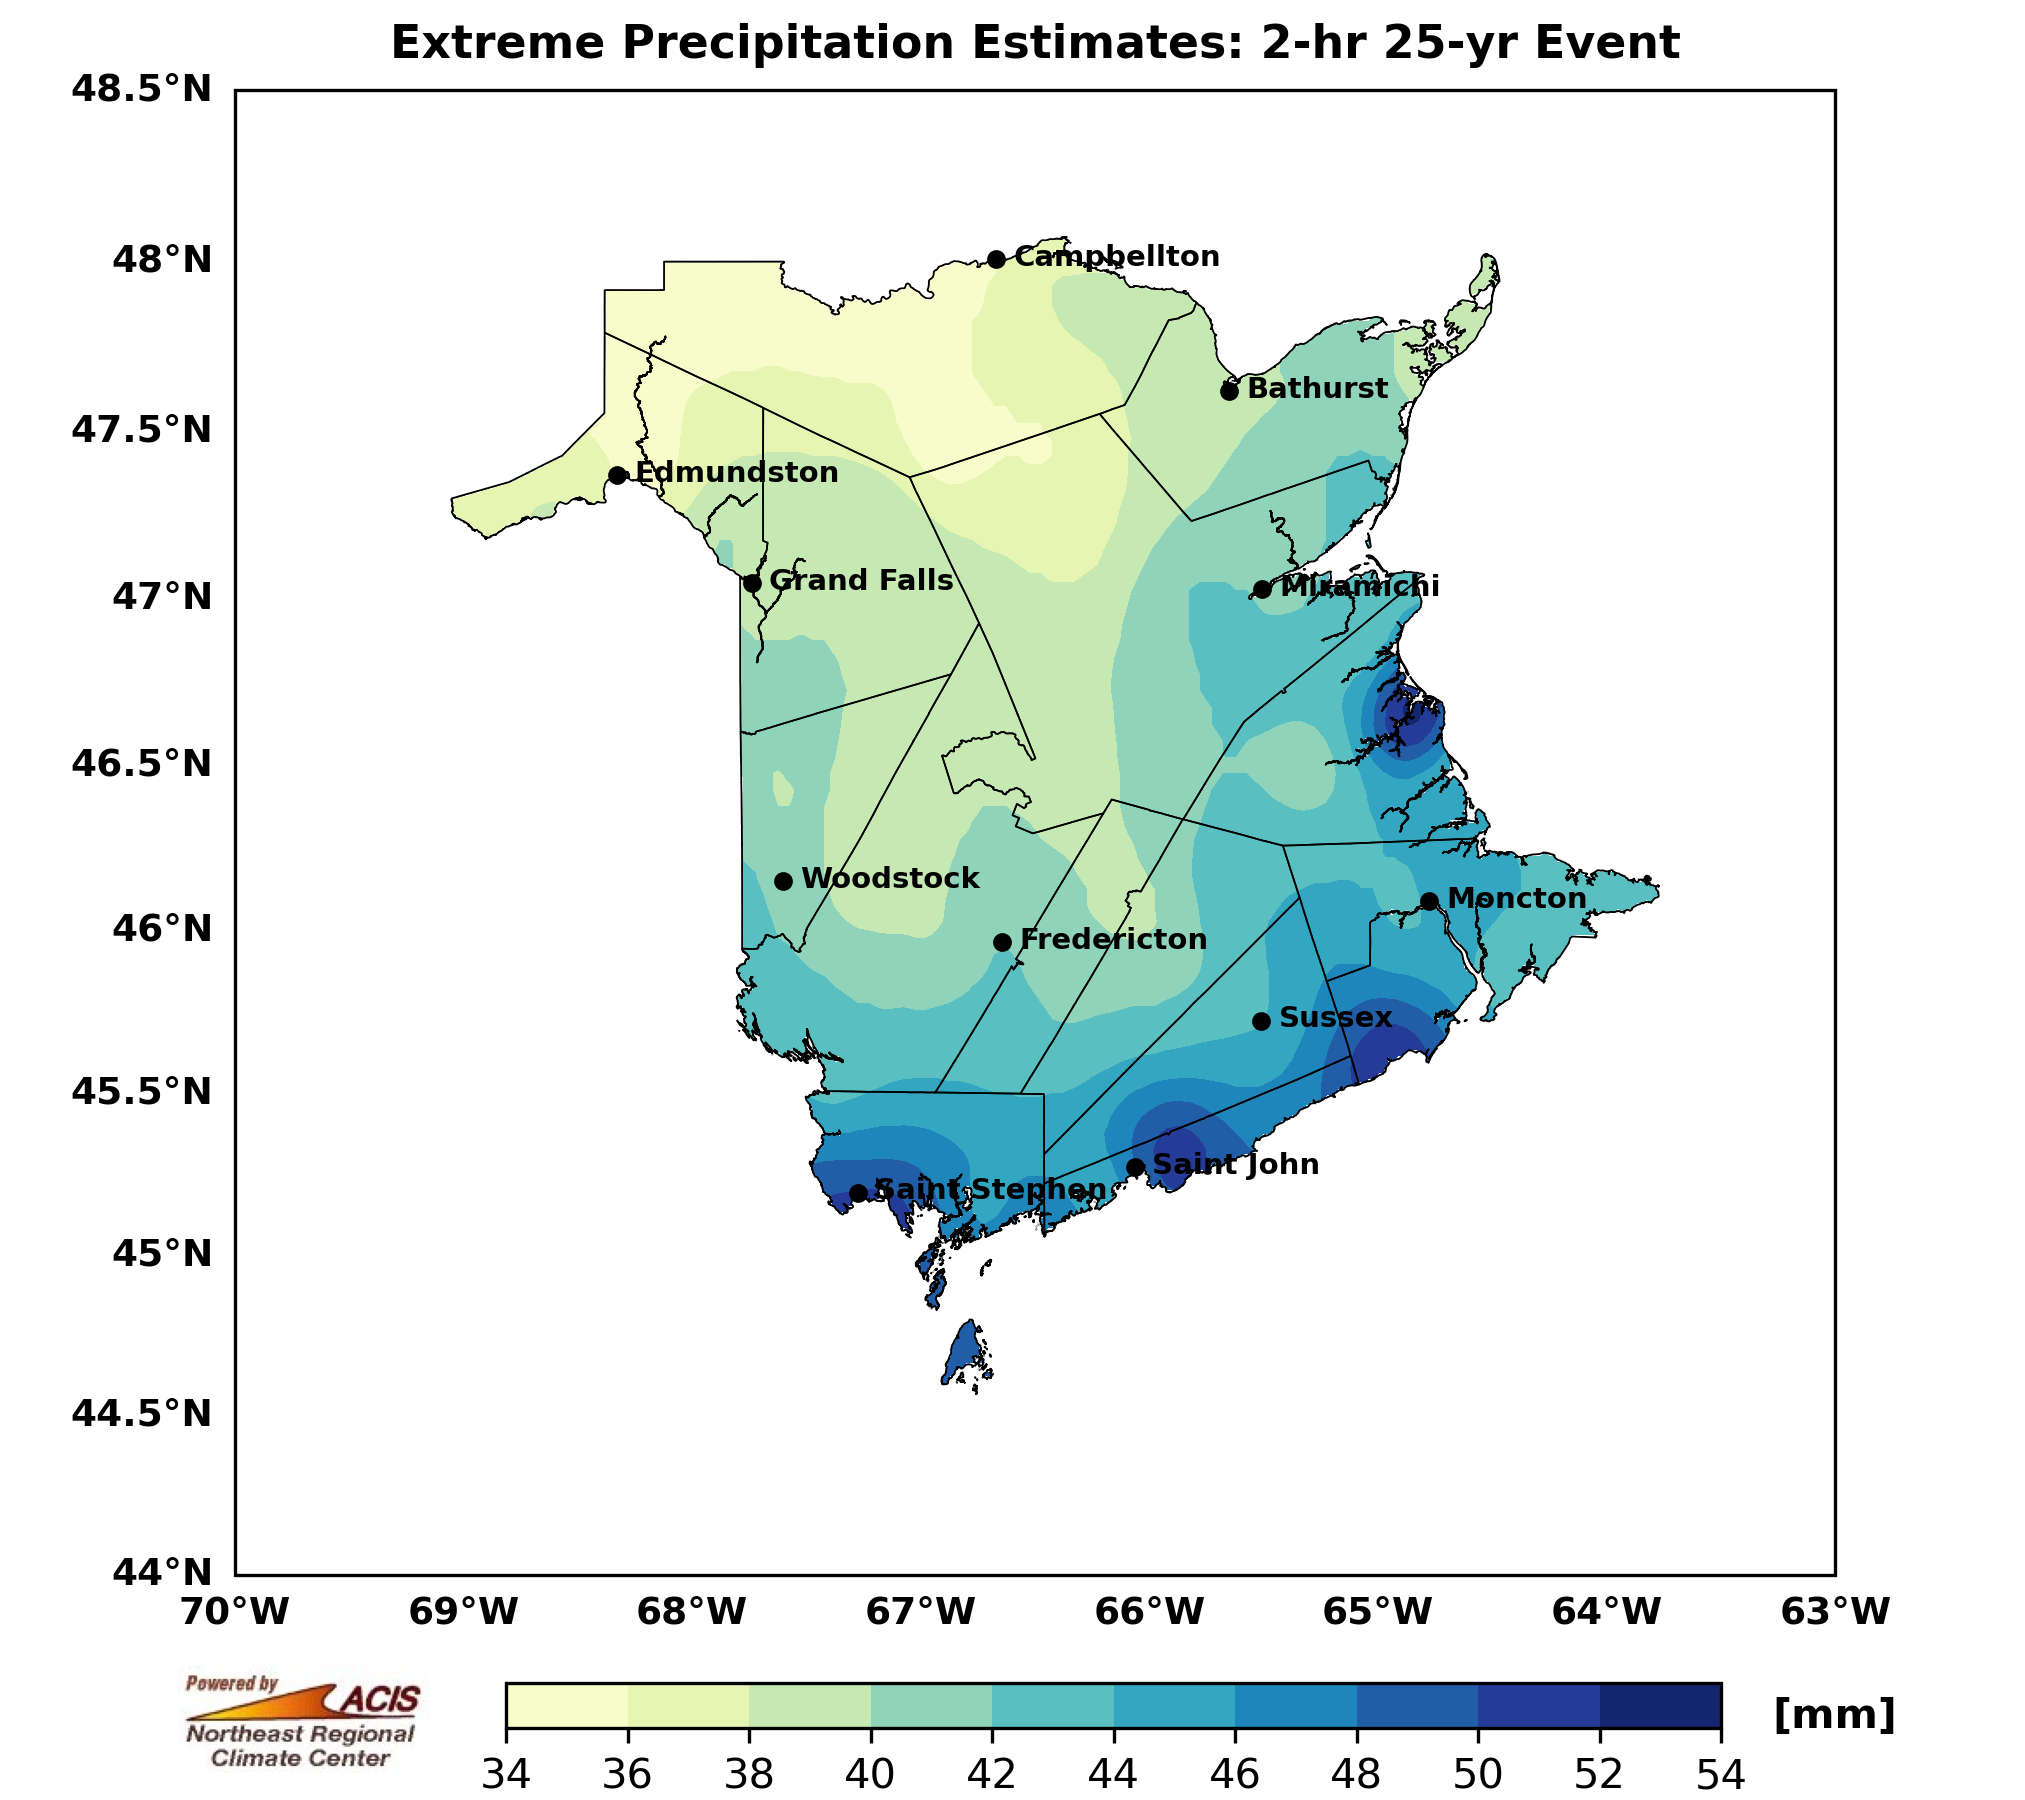 Extreme Precipitation Estimates: 2-hr 25-yr Event
48.5°N
48°N
47.5°N
47°N
46.5°N
46°N
45.5°N
45°N
44.5°N
44°N
Campbellton
Bathurst
Edmundston
Grand Falls
Miramichi
Woodstock
Moncton
Fredericton
Sussex
Saint John
Saint Stephen
70°W 69°W 68°W 67°W 66°W 65°W 64°W 63°W
Powered by
ACIS
Northeast Regional
Climate Center
[mm]
34 36 38 40 42 44 46 48 50 52 54